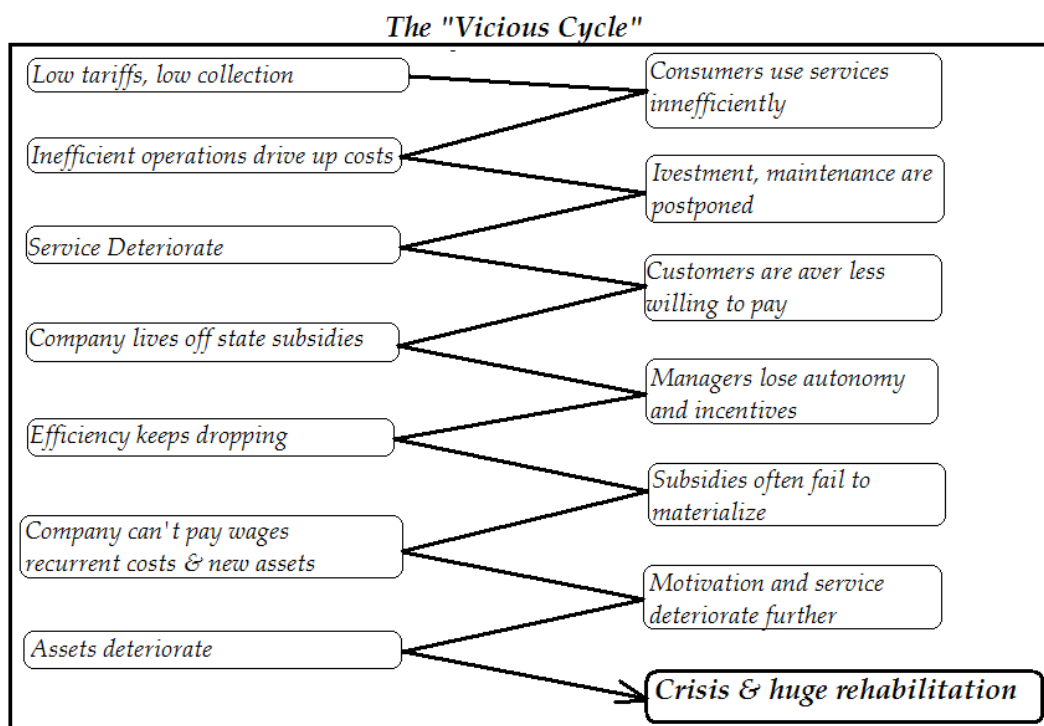 The "Vicious Cycle"
Low tariffs, low collection
Consumers use services
innefficiently
Inefficient operations drive up costs
Ivestment, maintenance are
postponed
Service Deteriorate
Customers are aver less
willing to pay
Company lives off state subsidies
Managers lose autonomy
and incentives
Efficiency keeps dropping
Subsidies often fail to
materialize
Company can't pay wages
recurrent costs & new assets
Motivation and service
deteriorate further
Assets deteriorate
Crisis & huge rehabilitation